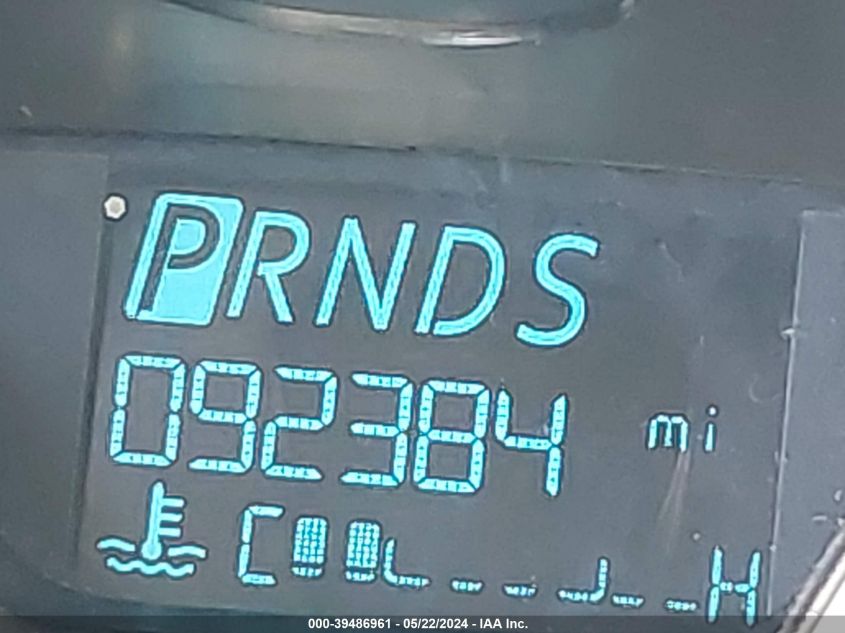 PRNDS
092384 mi
C H
000-39486961 - 05/22/2024 - IAA Inc.